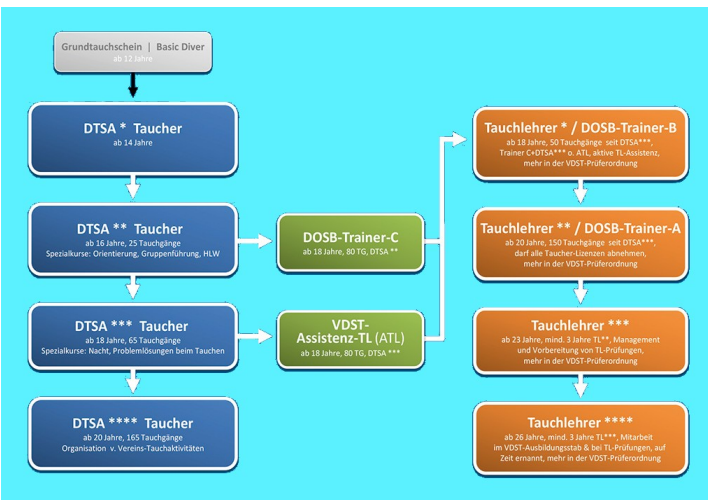 Grundtauchschein | Basic Diver
ab 12 Jahre
DTSA * Taucher
ab 14 Jahre
DTSA ** Taucher
ab 16 Jahre, 25 Tauchgänge
Spezialkurse: Orientierung, Gruppenführung, HLW
DTSA *** Taucher
ab 18 Jahre, 65 Tauchgänge
Spezialkurse: Nacht, Problemlösungen beim Tauchen
DTSA **** Taucher
ab 20 Jahre, 165 Tauchgänge
Organisation v. Vereins-Tauchaktivitäten
DOSB-Trainer-C
ab 18 Jahre, 80 TG, DTSA **
VDST-
Assistenz-TL (ATL)
ab 18 Jahre, 80 TG, DTSA ***
Tauchlehrer * / DOSB-Trainer-B
ab 18 Jahre, 50 Tauchgänge seit DTSA***,
Trainer C+DTSA*** o. ATL, aktive TL-Assistenz,
mehr in der VDST-Prüferordnung
Tauchlehrer ** / DOSB-Trainer-A
ab 20 Jahre, 150 Tauchgänge seit DTSA***,
darf alle Taucher-Lizenzen abnehmen,
mehr in der VDST-Prüferordnung
Tauchlehrer ***
ab 23 Jahre, mind. 3 Jahre TL**, Management
und Vorbereitung von TL-Prüfungen,
mehr in der VDST-Prüferordnung
Tauchlehrer ****
ab 26 Jahre, mind. 3 Jahre TL***, Mitarbeit
im VDST-Ausbildungsstab & bei TL-Prüfungen, auf
Zeit ernannt, mehr in der VDST-Prüferordnung